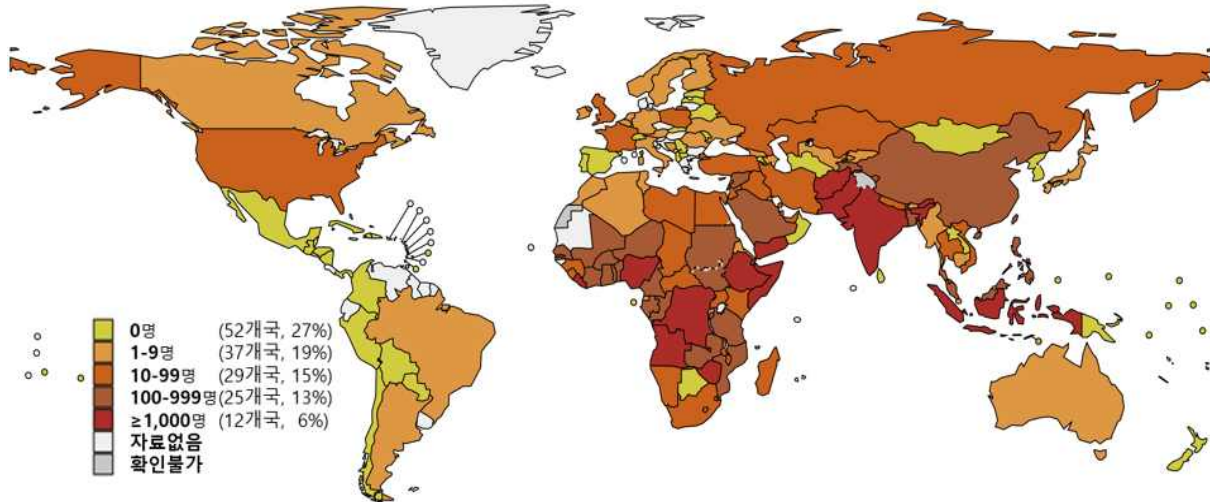 0명 (52개국, 27%)
1-9명 (37개국, 19%)
10-99명 (29개국, 15%)
100-999명 (25개국, 13%)
≥1,000명 (12개국, 6%)
자료없음
확인불가